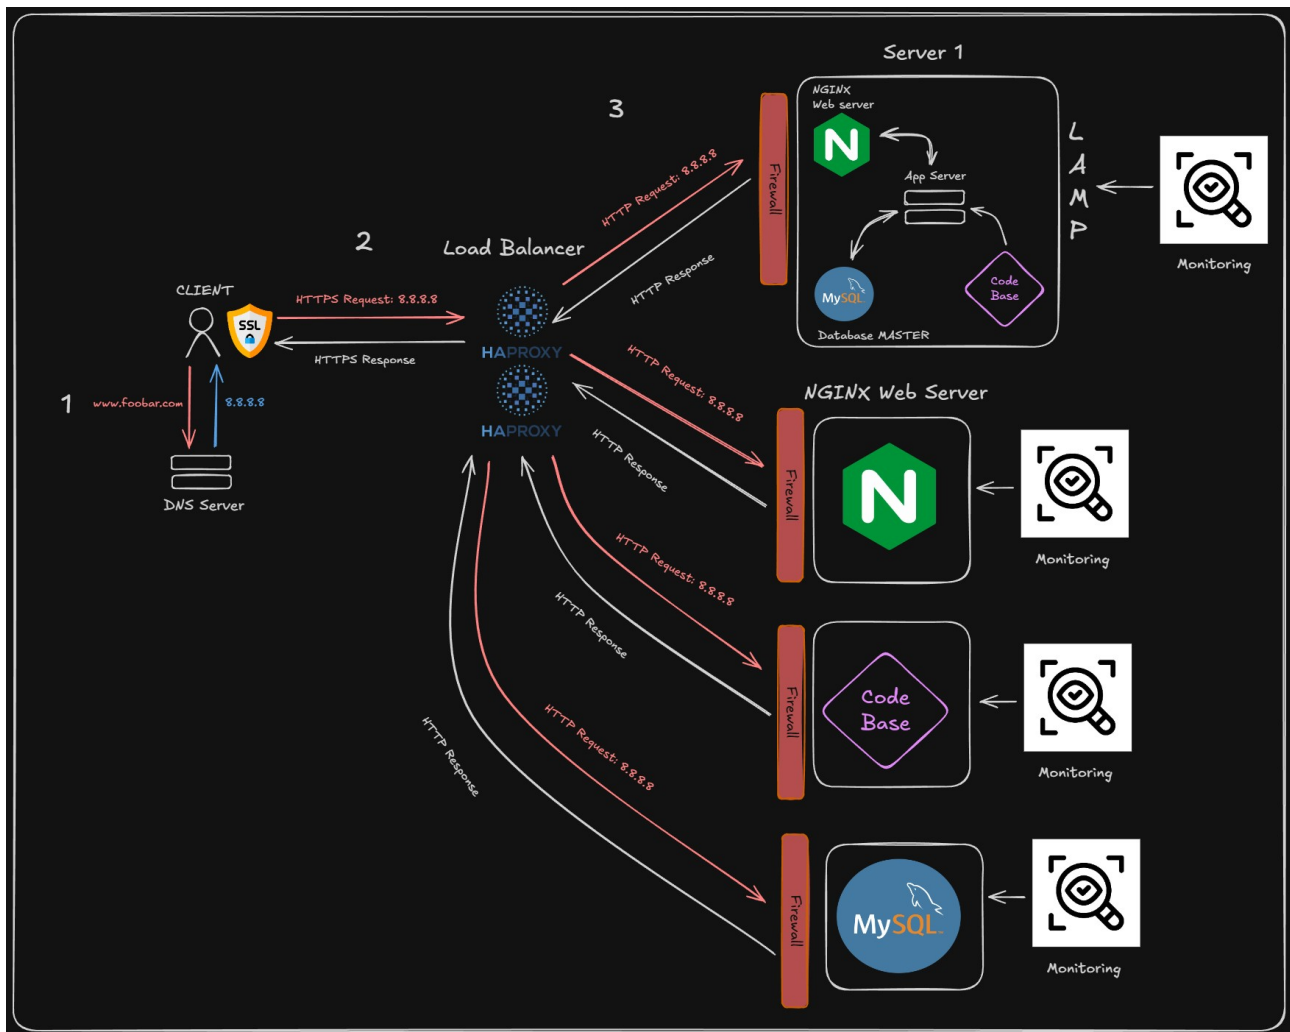 Server 1
3
NGINX
Web server
N
App Server
MySQL
Code
Base
Database MASTER
Firewall
L
A
M
P
Monitoring
HTTP Request: 8.8.8.8
HTTP Response
2
Load Balancer
HAPROXY
HAPROXY
CLIENT
SSL
HTTPS Request: 8.8.8.8
HTTPS Response
1
www.foobar.com
8.8.8.8
DNS Server
HTTP Request: 8.8.8.8
HTTP Response
NGINX Web Server
Firewall
N
Monitoring
HTTP Request: 8.8.8.8
HTTP Response
Firewall
Code
Base
Monitoring
HTTP Request: 8.8.8.8
HTTP Response
Firewall
MySQL
Monitoring